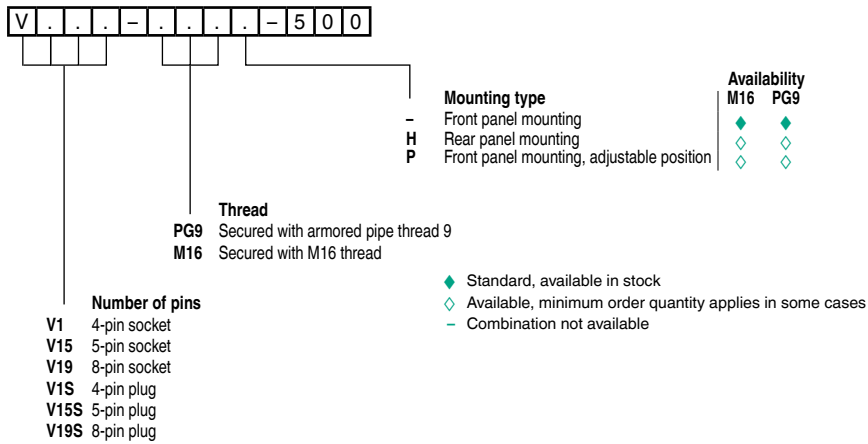 V . . . – . . . . – 5 0 0
Availability
Mounting type M16 PG9
– Front panel mounting ◆ ◆
H Rear panel mounting ◇ ◇
P Front panel mounting, adjustable position ◇ ◇
Thread
PG9 Secured with armored pipe thread 9
M16 Secured with M16 thread
◆ Standard, available in stock
◇ Available, minimum order quantity applies in some cases
– Combination not available
Number of pins
V1 4-pin socket
V15 5-pin socket
V19 8-pin socket
V1S 4-pin plug
V15S 5-pin plug
V19S 8-pin plug